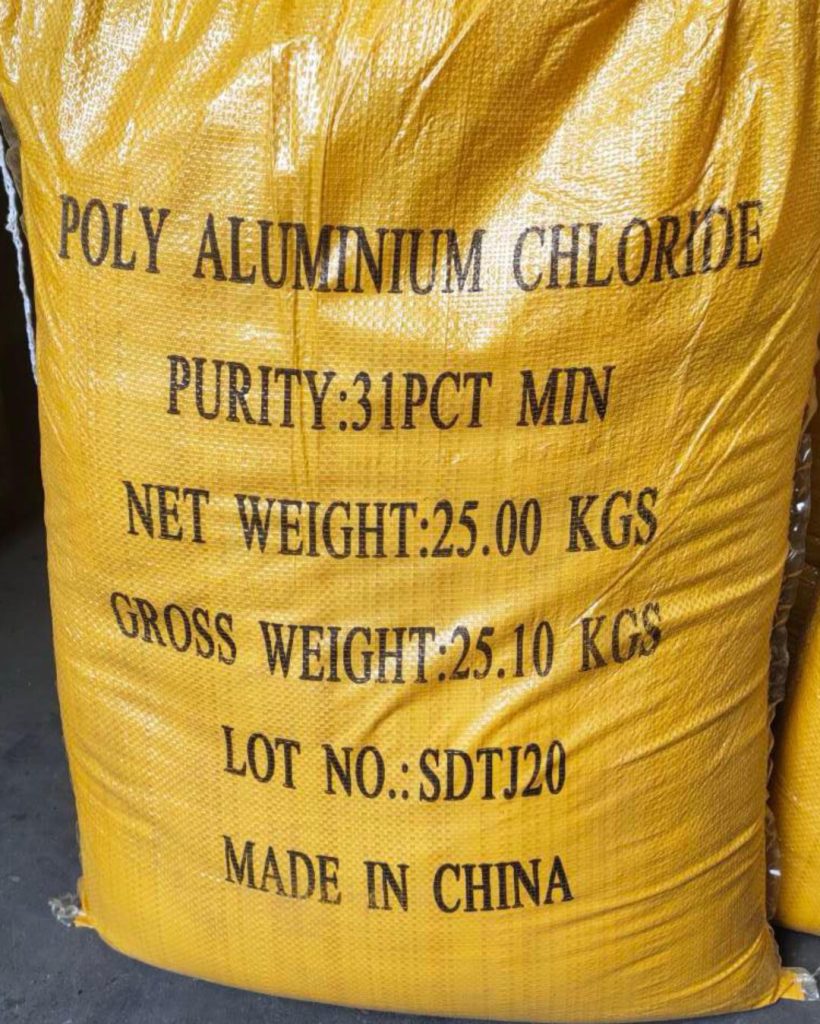 POLY ALUMINIUM CHLORIDE
PURITY:31PCT MIN
NET WEIGHT:25.00 KGS
GROSS WEIGHT:25.10 KGS
LOT NO.:SDTJ20
MADE IN CHINA